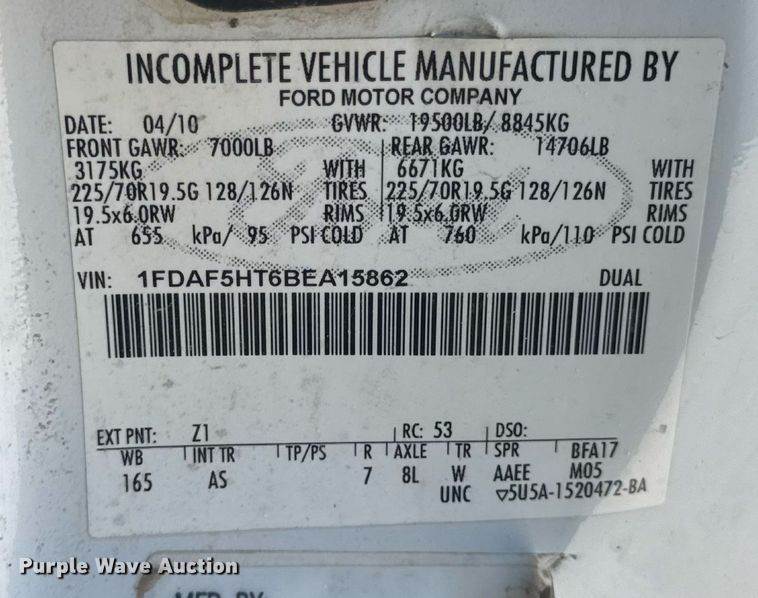 INCOMPLETE VEHICLE MANUFACTURED BY
FORD MOTOR COMPANY
DATE: 04/10 GVWR: 19500LB/ 8845KG
FRONT GAWR: 7000LB REAR GAWR: 14706LB
3175KG WITH 6671KG WITH
225/70R19.5G 128/126N TIRES 225/70R19.5G 128/126N TIRES
19.5x6.0RW RIMS 19.5x6.0RW RIMS
AT 655 kPa/ 95 PSI COLD AT 760 kPa/110 PSI COLD
VIN: 1FDAF5HT6BEA15862 DUAL
EXT PNT: Z1 RC: 53 DSO:
WB INT TR TP/PS R AXLE TR SPR BFA17
165 AS 7 8L W AAEE M05
UNC ▽5U5A-1520472-BA
Purple Wave Auction
MFD. BY